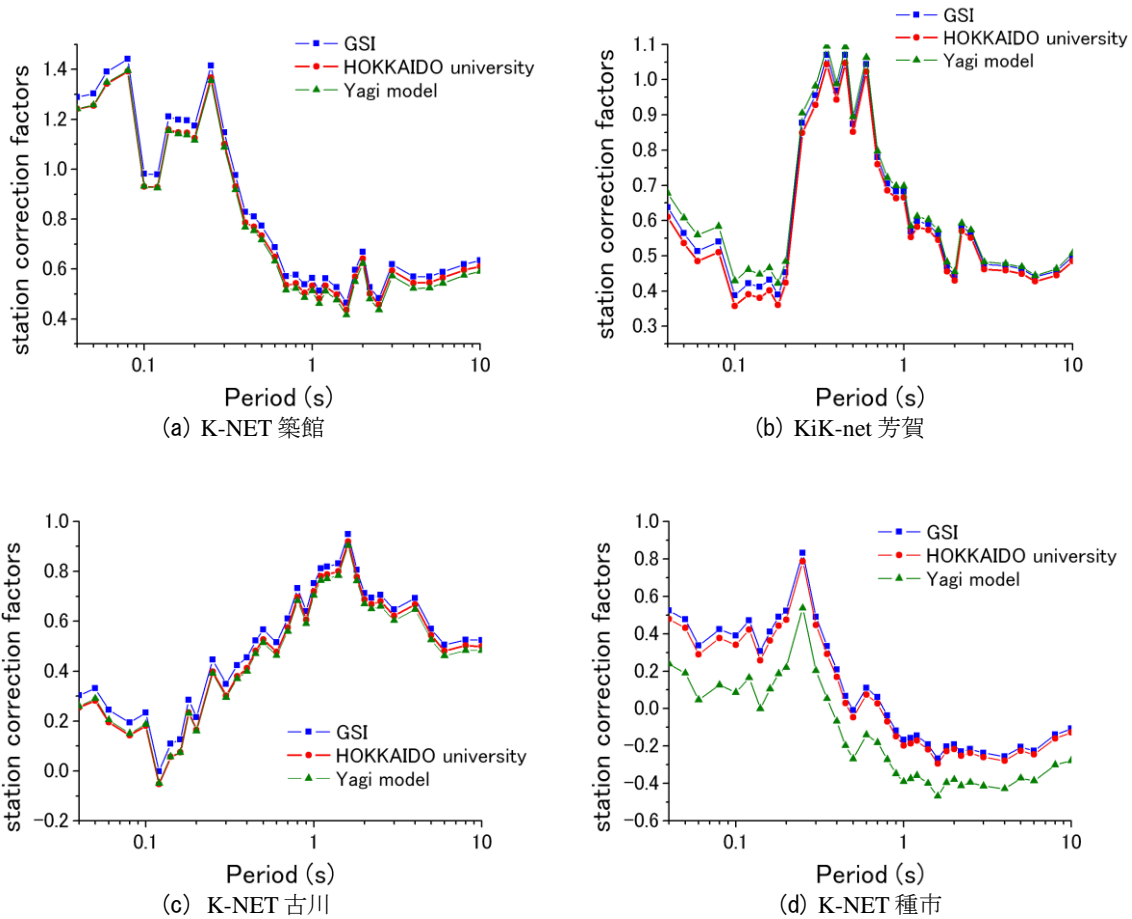 GSI
HOKKAIDO university
Yagi model
station correction factors
1.4
1.2
1.0
0.8
0.6
0.4
0.1
1
10
Period (s)
(a) K-NET 築館
GSI
HOKKAIDO university
Yagi model
station correction factors
1.1
1.0
0.9
0.8
0.7
0.6
0.5
0.4
0.3
0.1
1
10
Period (s)
(b) KiK-net 芳賀
GSI
HOKKAIDO university
Yagi model
station correction factors
1.0
0.8
0.6
0.4
0.2
0.0
-0.2
0.1
1
10
Period (s)
(c) K-NET 古川
GSI
HOKKAIDO university
Yagi model
station correction factors
1.0
0.8
0.6
0.4
0.2
0.0
-0.2
-0.4
-0.6
0.1
1
10
Period (s)
(d) K-NET 種市